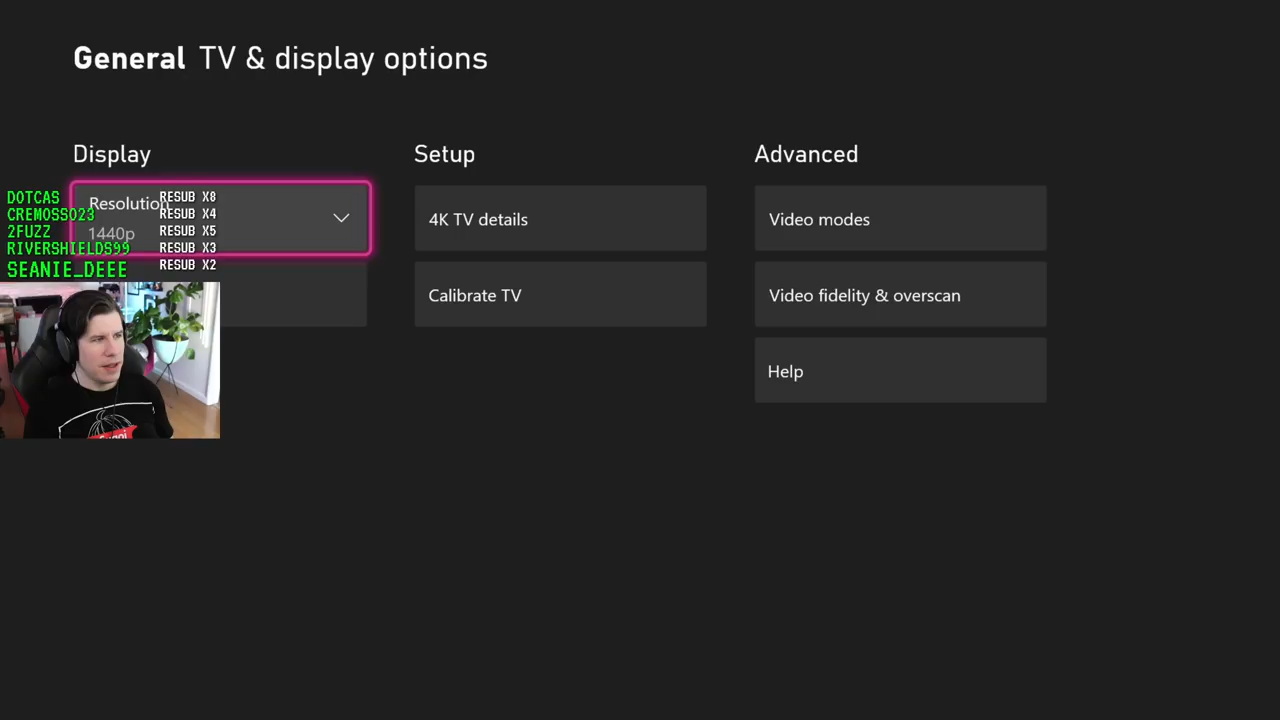 General TV & display options
Display
Setup
Advanced
Resolution
1440p
4K TV details
Calibrate TV
Video modes
Video fidelity & overscan
Help
DOTCAS RESUB X8
CREMOSSO23 RESUB X4
2FUZZ RESUB X5
RIVERSHIELDS99 RESUB X3
SEANIE_DEEE RESUB X2